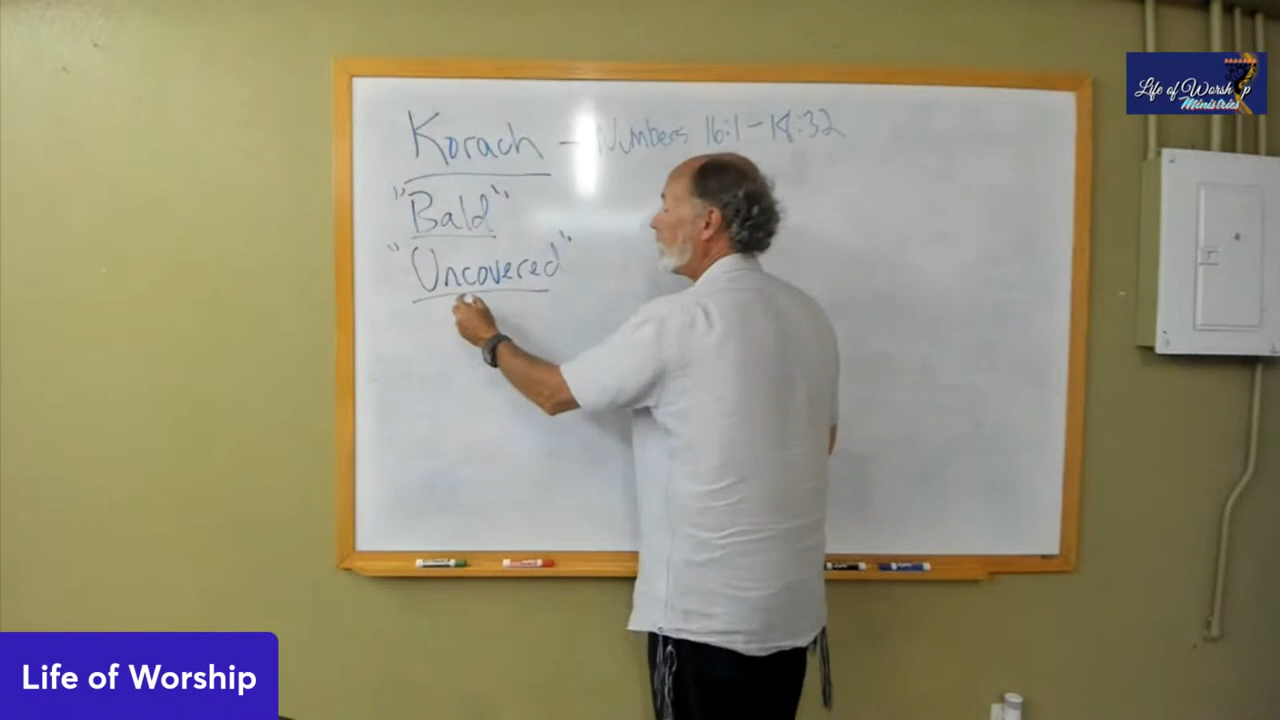 Korach - Numbers 16:1-18:32
"Bald"
"Uncovered"
Life of Worship
Ministries
Life of Worship